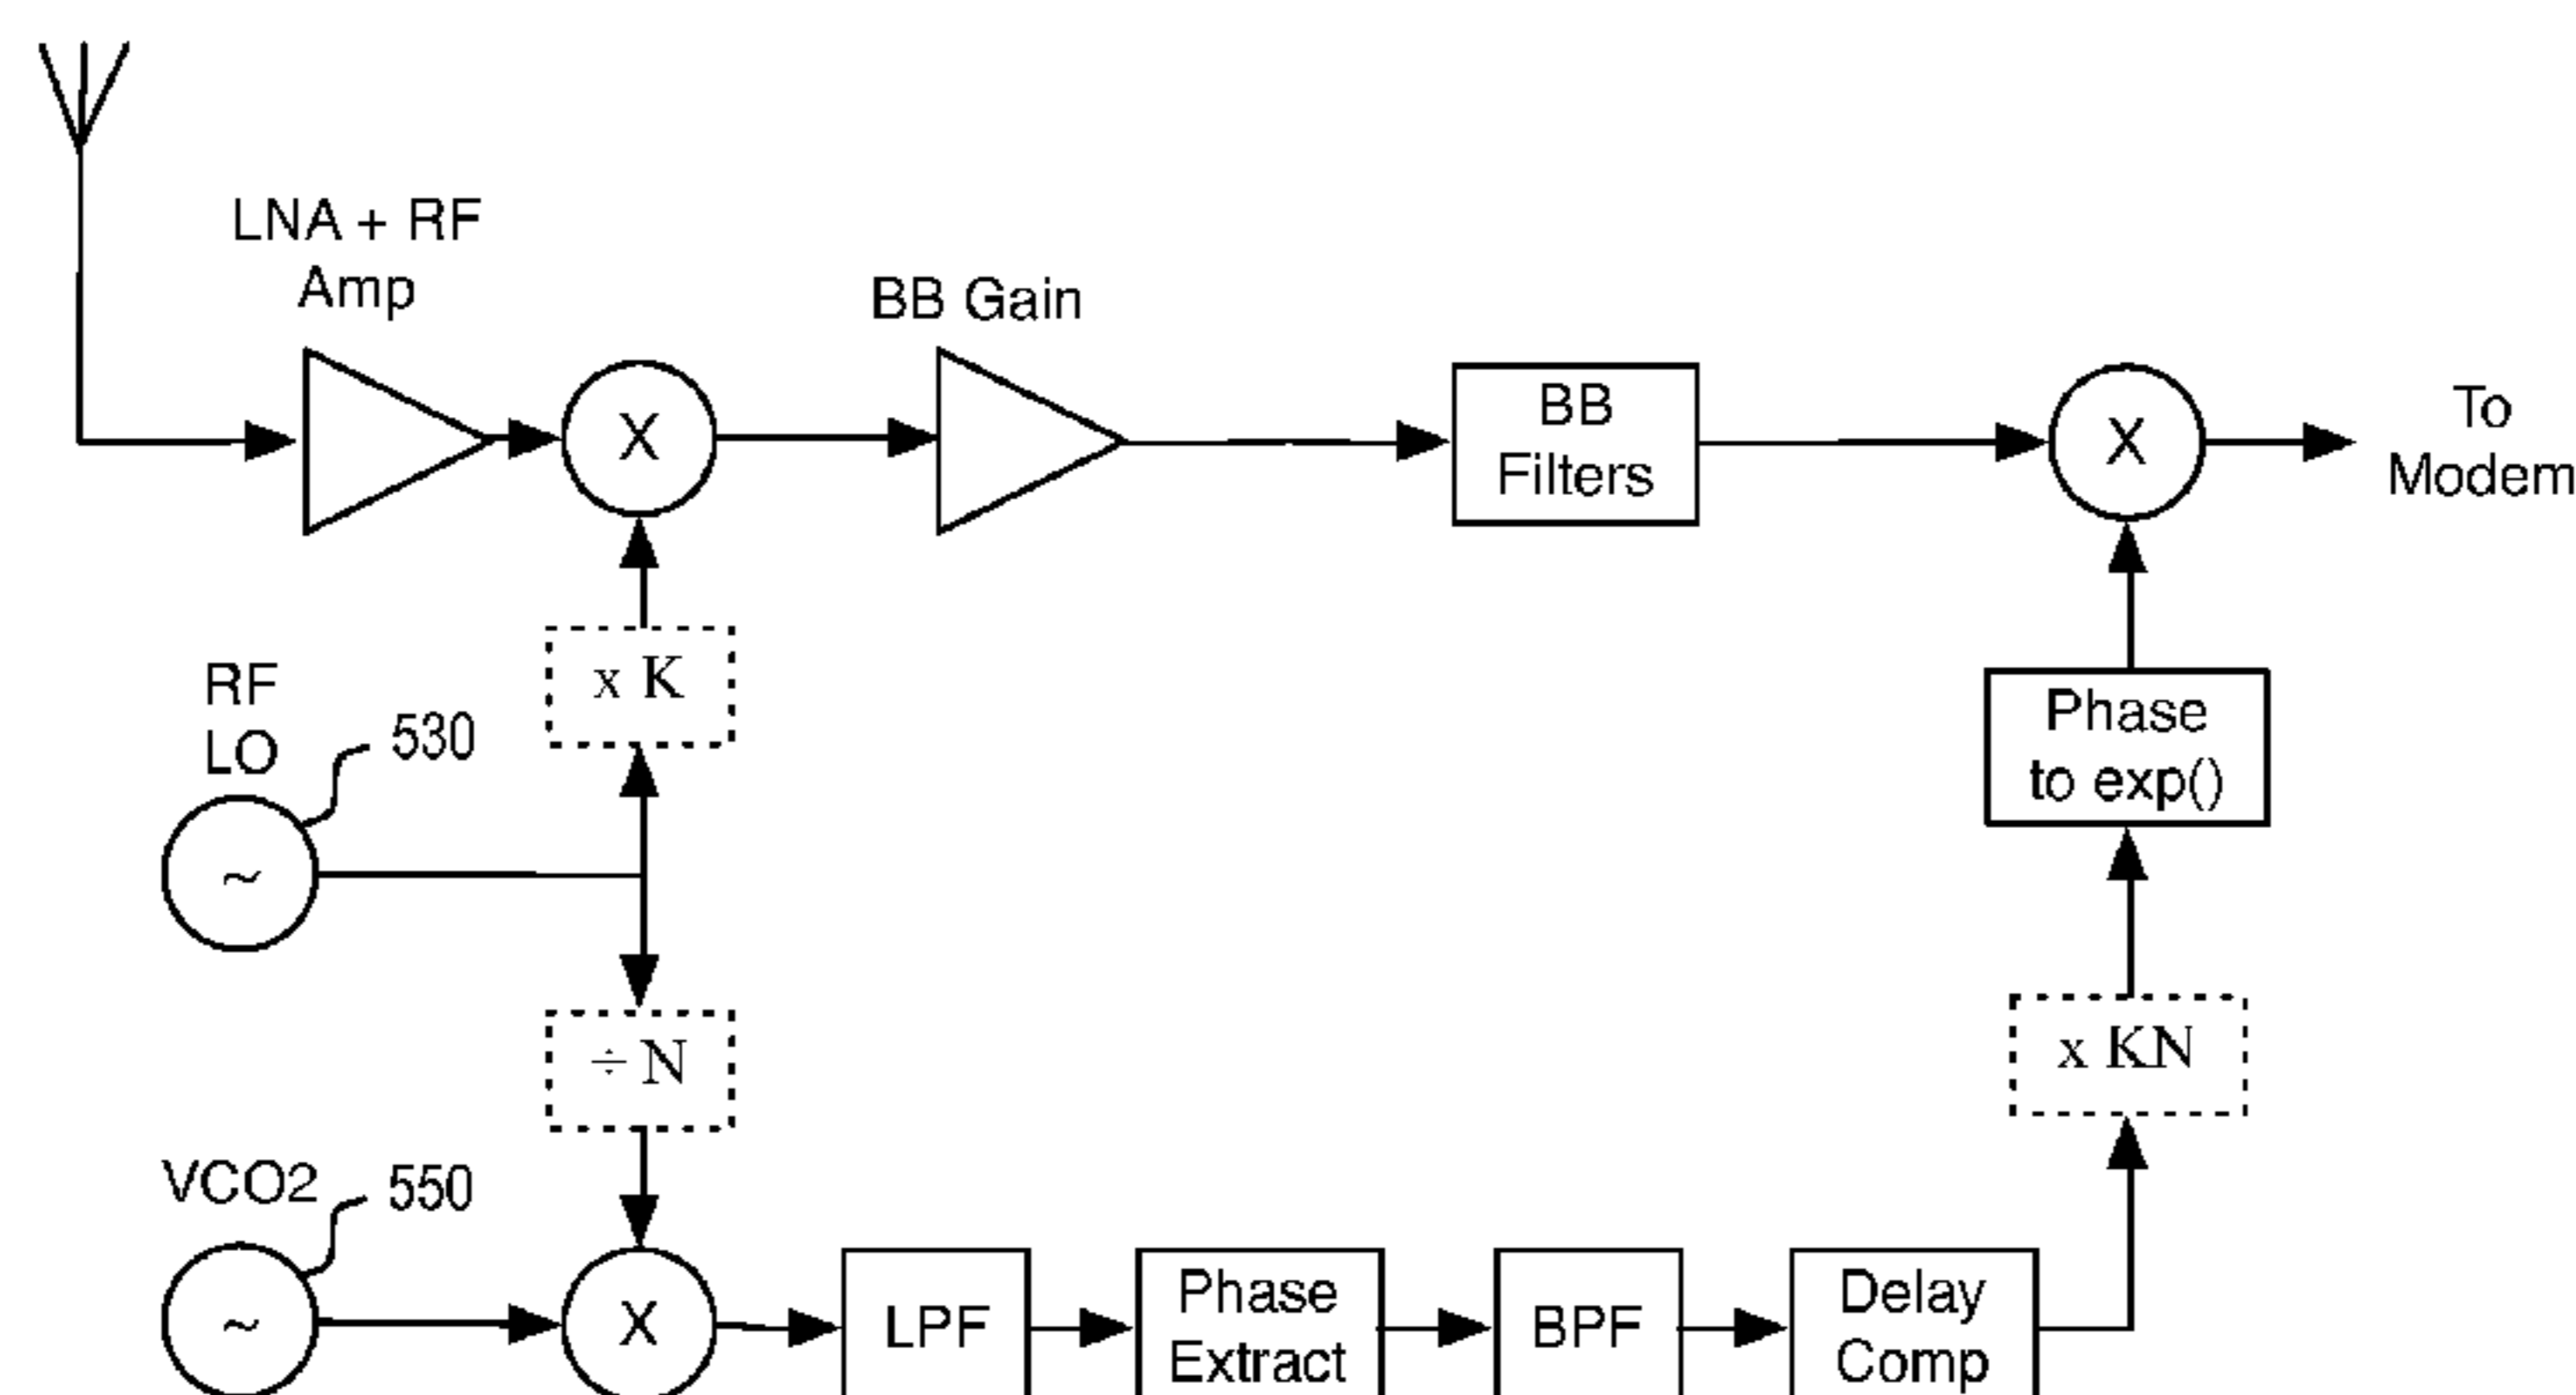 LNA + RF
Amp
BB Gain
X
BB
Filters
X
To
Modem
x K
RF
LO
530
~
Phase
to exp()
÷ N
x KN
VCO2
550
~
X
LPF
Phase
Extract
BPF
Delay
Comp